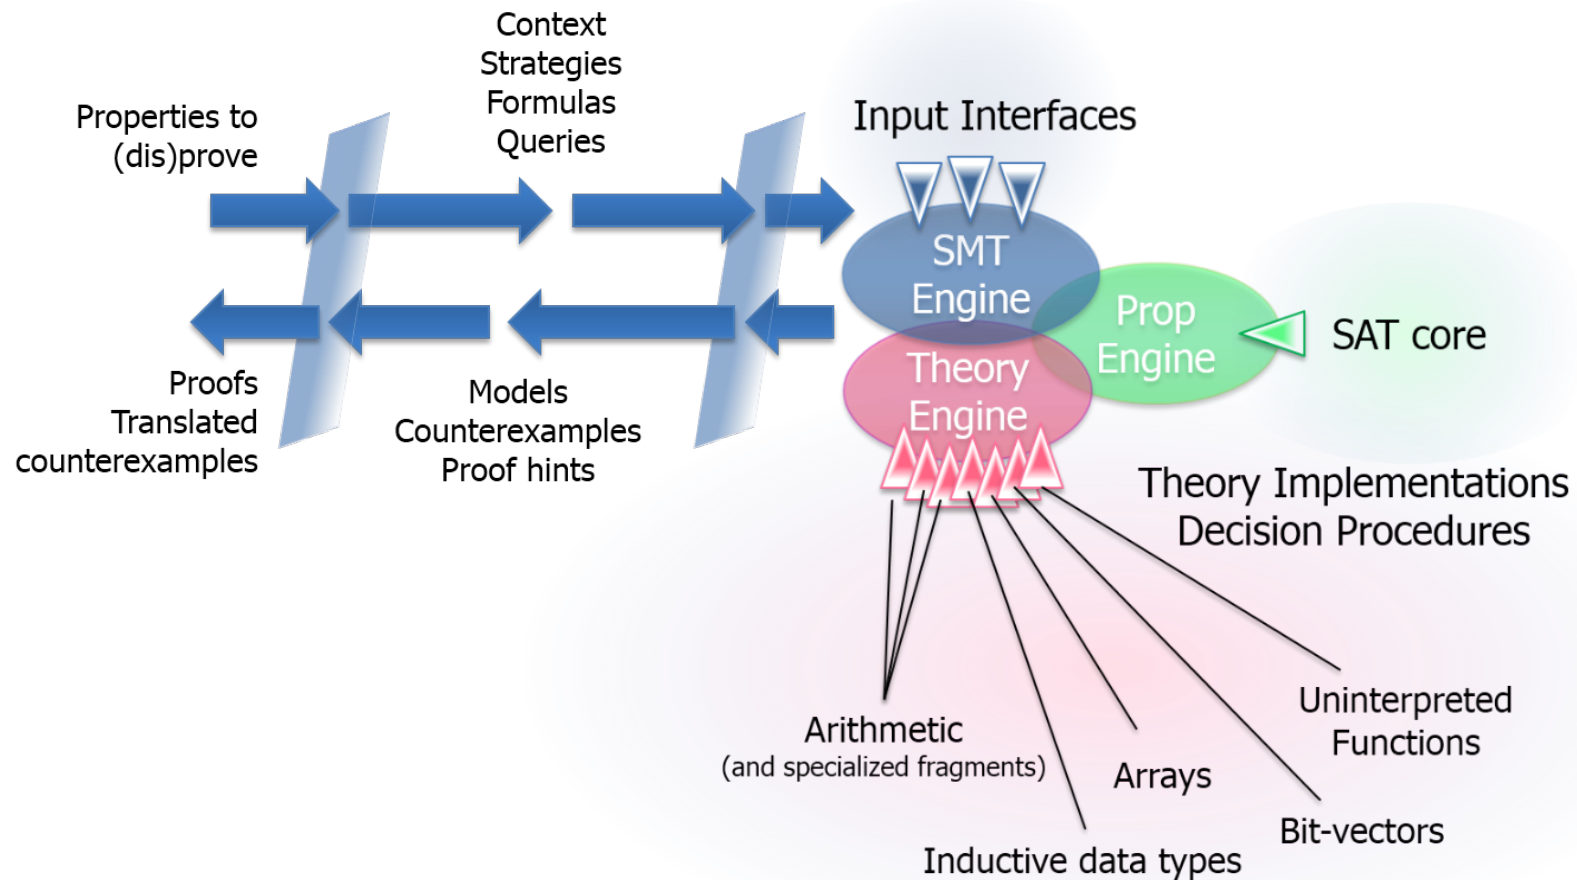 Context
Strategies
Formulas
Queries
Properties to
(dis)prove
Input Interfaces
SMT
Engine
Prop
Engine
SAT core
Theory
Engine
Proofs
Translated
counterexamples
Models
Counterexamples
Proof hints
Theory Implementations
Decision Procedures
Arithmetic
(and specialized fragments)
Inductive data types
Arrays
Bit-vectors
Uninterpreted
Functions